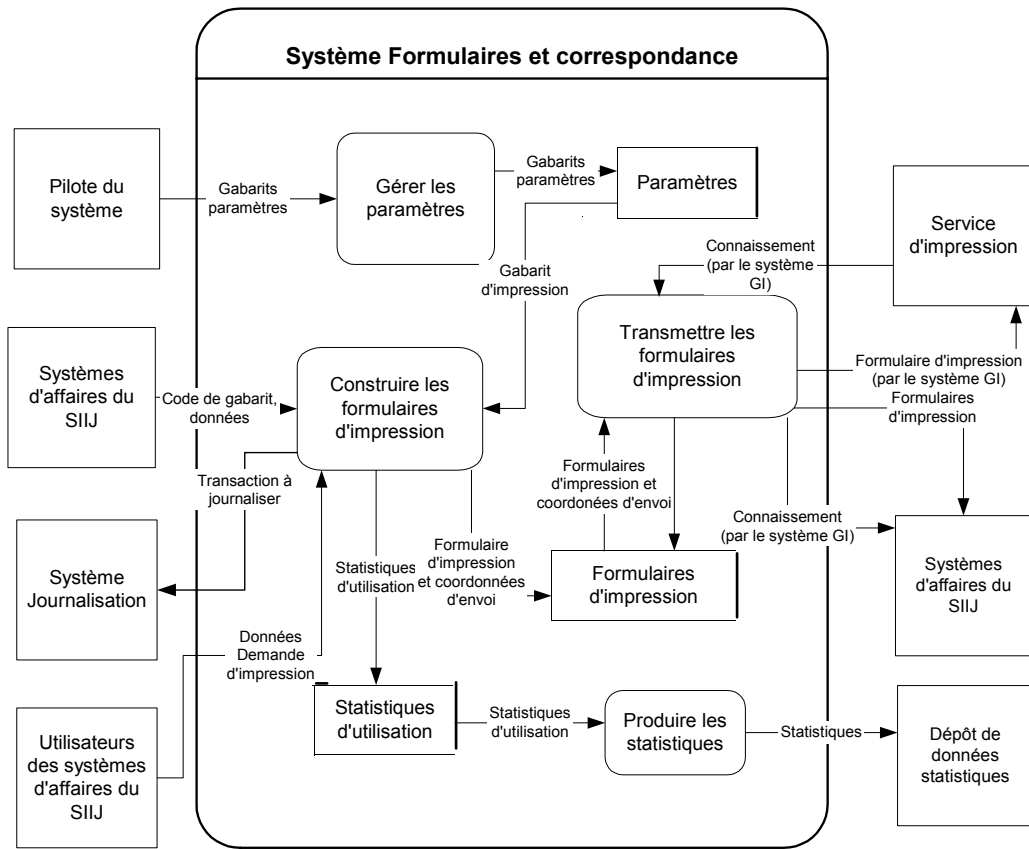 Système Formulaires et correspondance
Pilote du
système
Gabarits
paramètres
Gérer les
paramètres
Gabarits
paramètres
Paramètres
Service
d'impression
Connaissement
(par le système
GI)
Gabarit
d'impression
Transmettre les
formulaires
d'impression
Systèmes
d'affaires du
SIIJ
Code de gabarit,
données
Construire les
formulaires
d'impression
Formulaire d'impression
(par le système GI)
Formulaires
d'impression
Transaction à
journaliser
Formulaires
d'impression et
coordonées d'envoi
Connaissement
(par le système GI)
Système
Journalisation
Statistiques
d'utilisation
Formulaire
d'impression
et coordonnées
d'envoi
Formulaires
d'impression
Systèmes
d'affaires du
SIIJ
Données
Demande
d'impression
Utilisateurs
des systèmes
d'affaires du
SIIJ
Statistiques
d'utilisation
Statistiques
d'utilisation
Produire les
statistiques
Statistiques
Dépôt de
données
statistiques